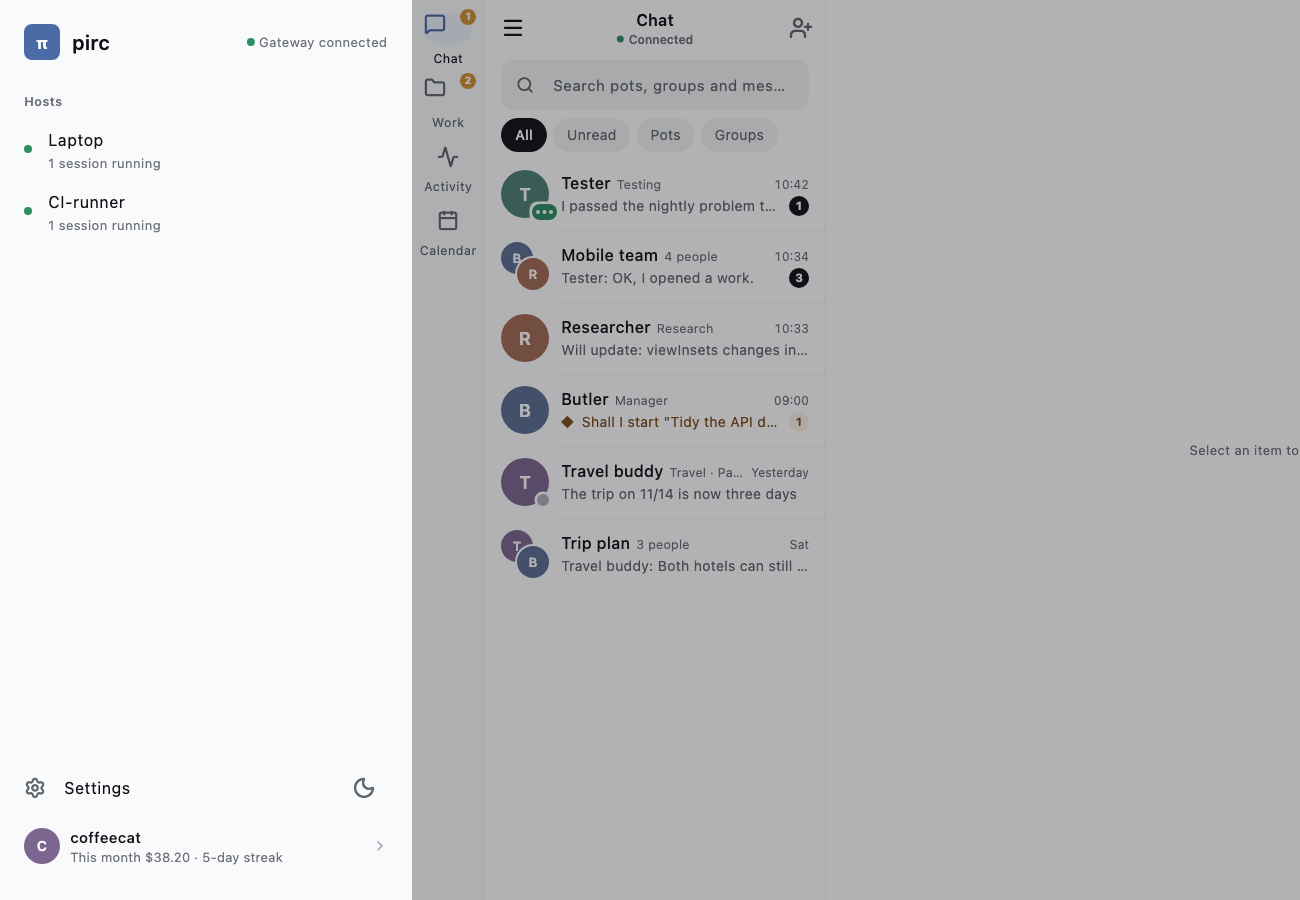 π pirc
Gateway connected
Hosts
Laptop
1 session running
CI-runner
1 session running
Settings
C
coffeecat
This month $38.20 · 5-day streak
1
Chat
2
Work
Activity
Calendar
Chat
Connected
Search pots, groups and mes...
All Unread Pots Groups
T
Tester Testing 10:42
I passed the nightly problem t... 1
B R
Mobile team 4 people 10:34
Tester: OK, I opened a work. 3
R
Researcher Research 10:33
Will update: viewInsets changes in...
B
Butler Manager 09:00
Shall I start "Tidy the API d... 1
T
Travel buddy Travel · Pa... Yesterday
The trip on 11/14 is now three days
T B
Trip plan 3 people Sat
Travel buddy: Both hotels can still ...
Select an item to